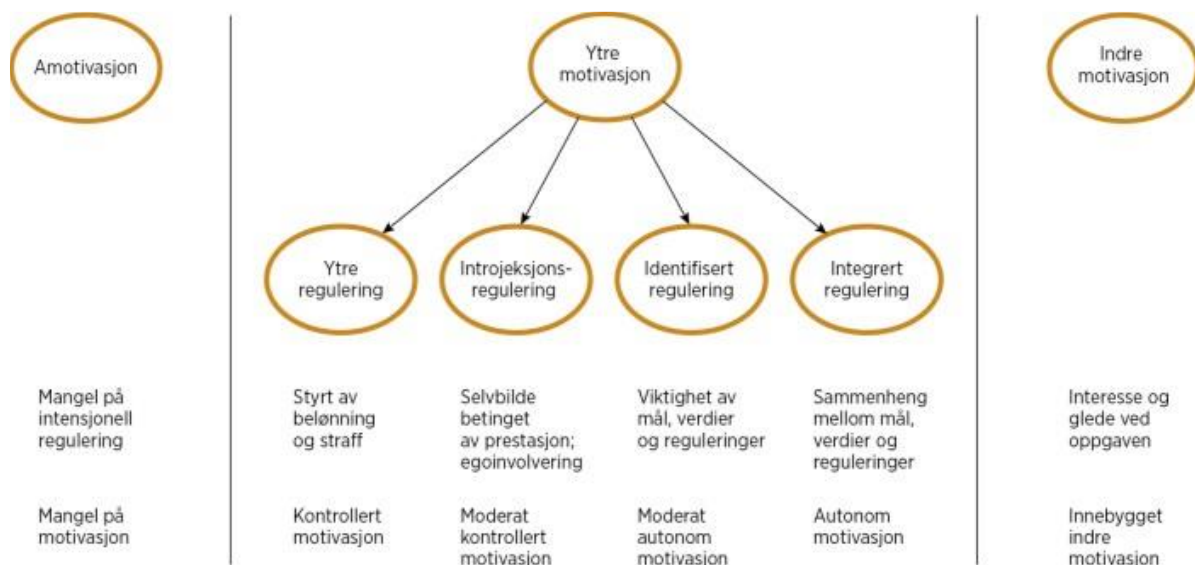 Amotivasjon
Ytre
motivasjon
Indre
motivasjon
Ytre
regulering
Introjeksjons-
regulering
Identifisert
regulering
Integrert
regulering
Mangel på
intensjonell
regulering
Styrt av
belønning
og straff
Selvbilde
betinget
av prestasjon;
egoinvolvering
Viktighet av
mål, verdier
og reguleringer
Sammenheng
mellom mål,
verdier og
reguleringer
Interesse og
glede ved
oppgaven
Mangel på
motivasjon
Kontrollert
motivasjon
Moderat
kontrollert
motivasjon
Moderat
autonom
motivasjon
Autonom
motivasjon
Innebygget
indre
motivasjon